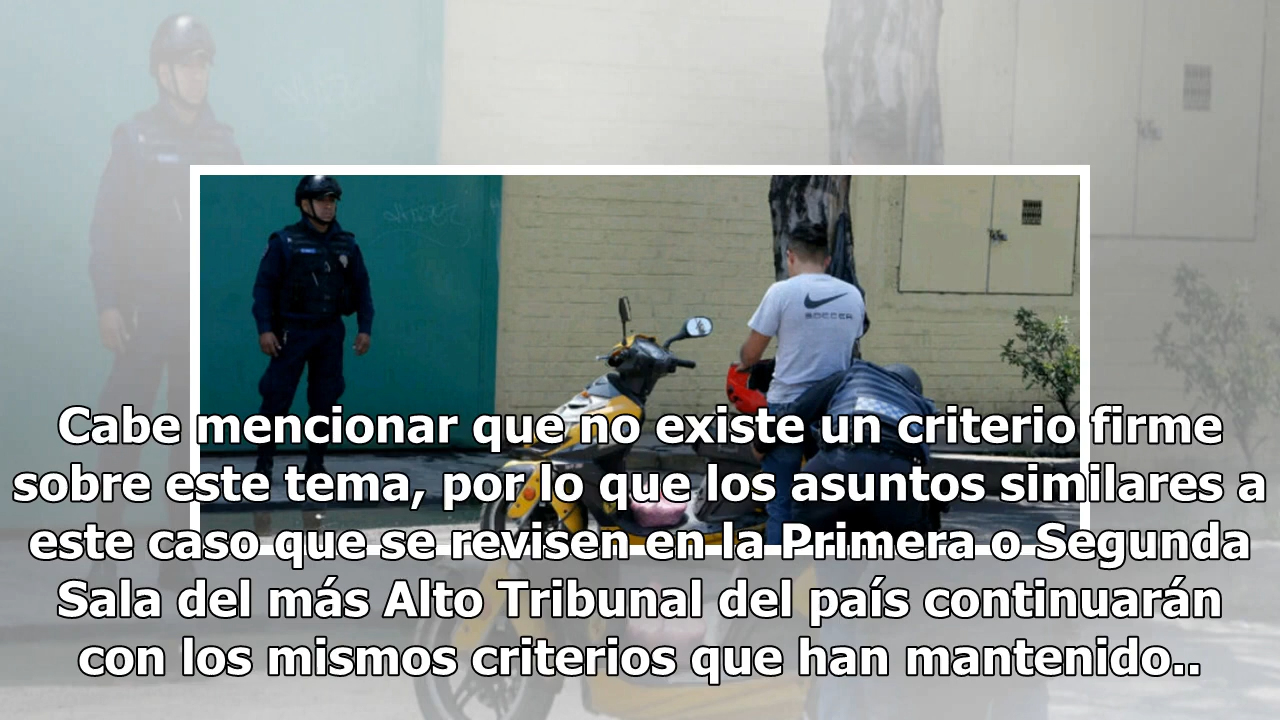 SOCCER
Cabe mencionar que no existe un criterio firme
sobre este tema, por lo que los asuntos similares a
este caso que se revisen en la Primera o Segunda
Sala del más Alto Tribunal del país continuarán
con los mismos criterios que han mantenido..